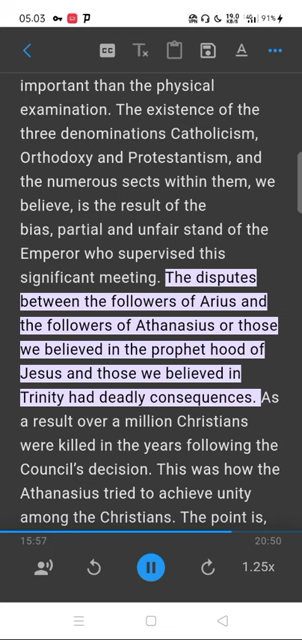 05.03
19.0
KB/S
4G
91%
CC
A
important than the physical
examination. The existence of the
three denominations Catholicism,
Orthodoxy and Protestantism, and
the numerous sects within them, we
believe, is the result of the
bias, partial and unfair stand of the
Emperor who supervised this
significant meeting. The disputes
between the followers of Arius and
the followers of Athanasius or those
we believed in the prophet hood of
Jesus and those we believed in
Trinity had deadly consequences. As
a result over a million Christians
were killed in the years following the
Council's decision. This was how the
Athanasius tried to achieve unity
among the Christians. The point is,
15:57 20:50
1.25x